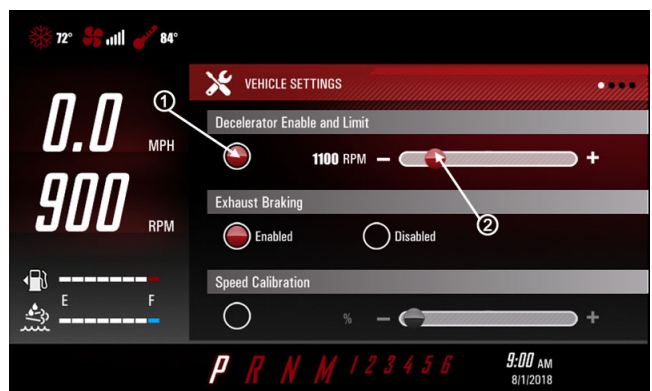 72° 84°
VEHICLE SETTINGS
1
Decelerator Enable and Limit
0.0 MPH
1100 RPM - +
900 RPM
Exhaust Braking
Enabled Disabled
2
Speed Calibration
E F
% - +
P R N M 1 2 3 4 5 6
9:00 AM
8/1/2018